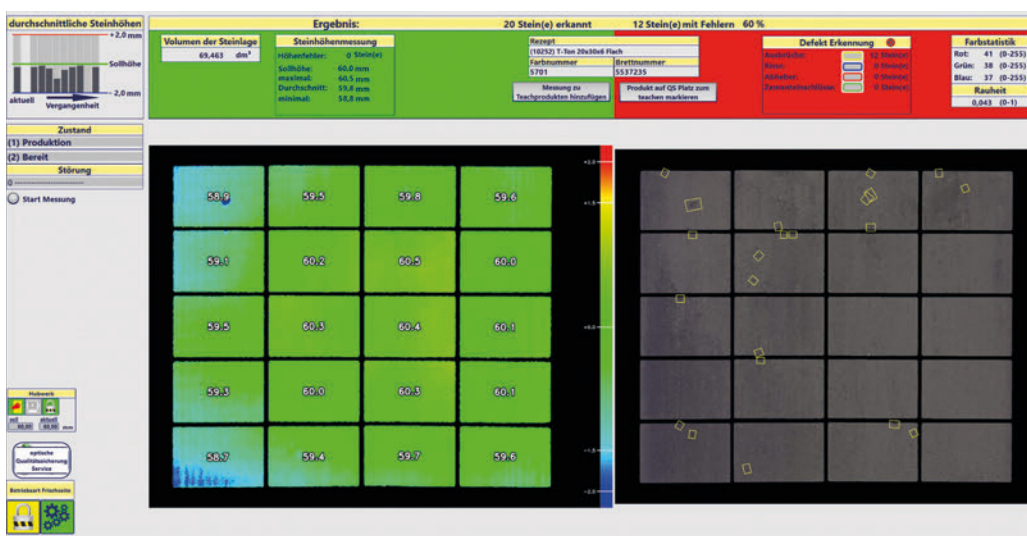 durchschnittliche Steinhöhen
+2,0 mm
Sollhöhe
- 2,0 mm
aktuell
Vergangenheit
Ergebnis:
20 Stein(e) erkannt
12 Stein(e) mit Fehlern 60 %
Volumen der Steinlage
69,463 dm³
Steinhöhenmessung
Höhenfehler: 0 Stein(e)
Sollhöhe: 60,0 mm
maximal: 60,5 mm
Durchschnitt: 59,8 mm
minimal: 58,8 mm
Rezept
(10252) T-Ton 20x30x6 Flach
Farbnummer
Brettnummer
5701
5537235
Messung zu
Teachprodukten hinzufügen
Produkt auf QS Platz zum
teachen markieren
Defekt Erkennung
Ausbrüche: 12 Stein(e)
0 Stein(e)
0 Stein(e)
0 Stein(e)
Farbstatistik
Rot: 41 (0-255)
Grün: 38 (0-255)
Blau: 37 (0-255)
Rauheit
0,043 (0-1)
Zustand
(1) Produktion
(2) Bereit
Störung
0 --------------------
Start Messung
58.9 59.5 59.8 59.6
59.1 60.2 60.5 60.0
59.5 60.3 60.4 60.1
59.3 60.0 60.3 60.1
58.7 59.4 59.7 59.6
+2.0
+1.5
±0.0
-1.5
-2.0
Hubwerk
soll
aktuell
60,00
60,00 mm
optische
Qualitätssicherung
Service
Betriebsart Frischseite